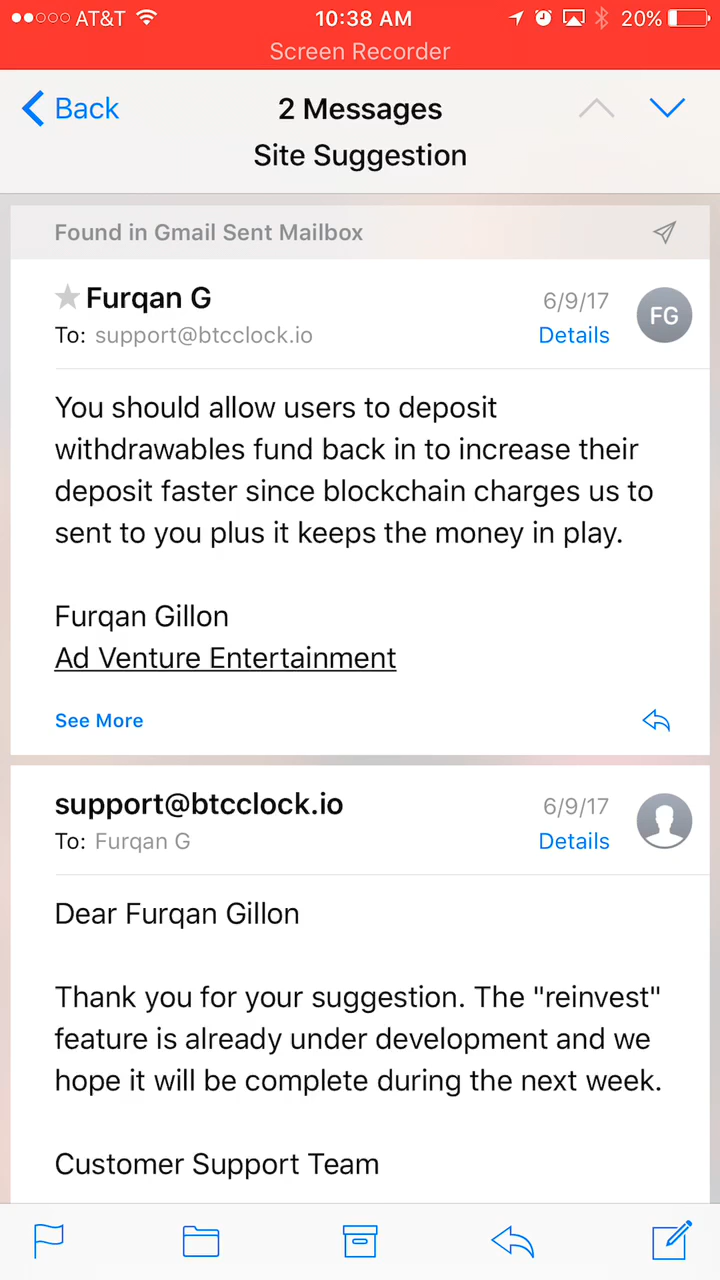 AT&T 10:38 AM 20%
Screen Recorder
Back 2 Messages
Site Suggestion
Found in Gmail Sent Mailbox
Furqan G 6/9/17 FG
To: support@btcclock.io Details
You should allow users to deposit
withdrawables fund back in to increase their
deposit faster since blockchain charges us to
sent to you plus it keeps the money in play.
Furqan Gillon
Ad Venture Entertainment
See More
support@btcclock.io 6/9/17
To: Furqan G Details
Dear Furqan Gillon
Thank you for your suggestion. The "reinvest"
feature is already under development and we
hope it will be complete during the next week.
Customer Support Team